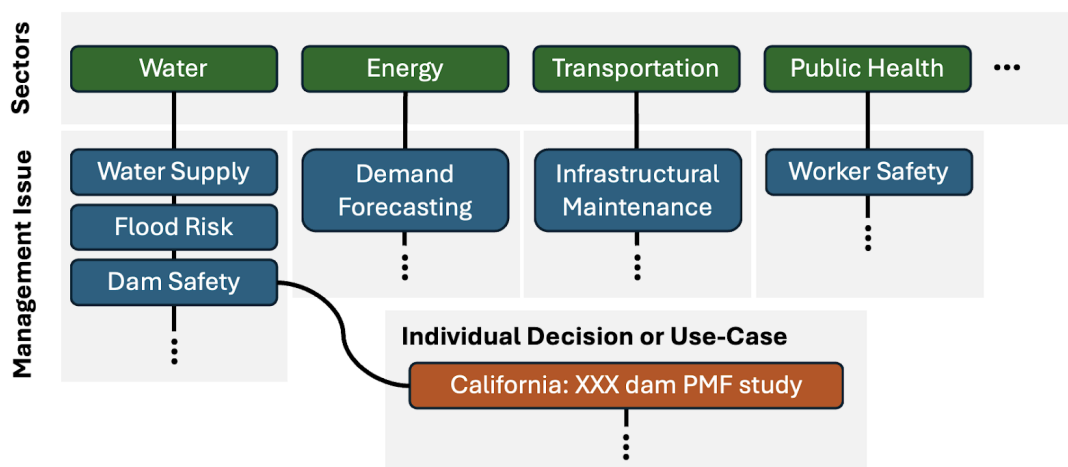 Sectors
Water
Energy
Transportation
Public Health
...
Management Issue
Water Supply
Flood Risk
Dam Safety
Demand
Forecasting
Infrastructural
Maintenance
Worker Safety
Individual Decision or Use-Case
California: XXX dam PMF study